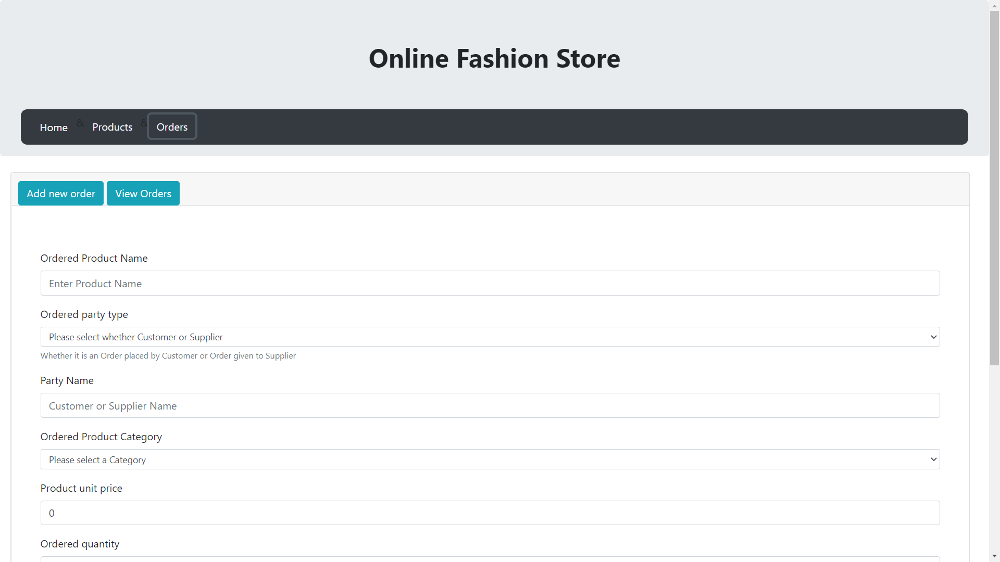 Online Fashion Store
Home & Products & Orders
Add new order View Orders
Ordered Product Name
Enter Product Name
Ordered party type
Please select whether Customer or Supplier
Whether it is an Order placed by Customer or Order given to Supplier
Party Name
Customer or Supplier Name
Ordered Product Category
Please select a Category
Product unit price
0
Ordered quantity